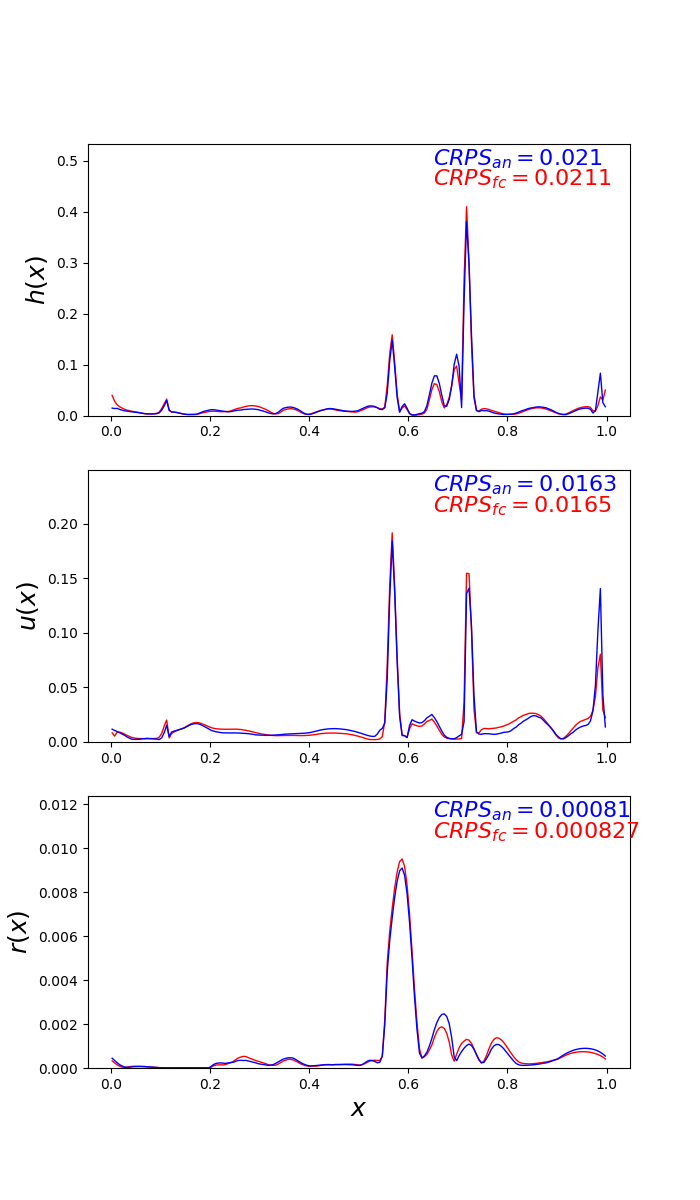 CRPS_an = 0.021
CRPS_fc = 0.0211
h(x)
0.5
0.4
0.3
0.2
0.1
0.0
0.0 0.2 0.4 0.6 0.8 1.0
CRPS_an = 0.0163
CRPS_fc = 0.0165
u(x)
0.20
0.15
0.10
0.05
0.00
0.0 0.2 0.4 0.6 0.8 1.0
CRPS_an = 0.00081
CRPS_fc = 0.000827
r(x)
0.012
0.010
0.008
0.006
0.004
0.002
0.000
0.0 0.2 0.4 0.6 0.8 1.0
x